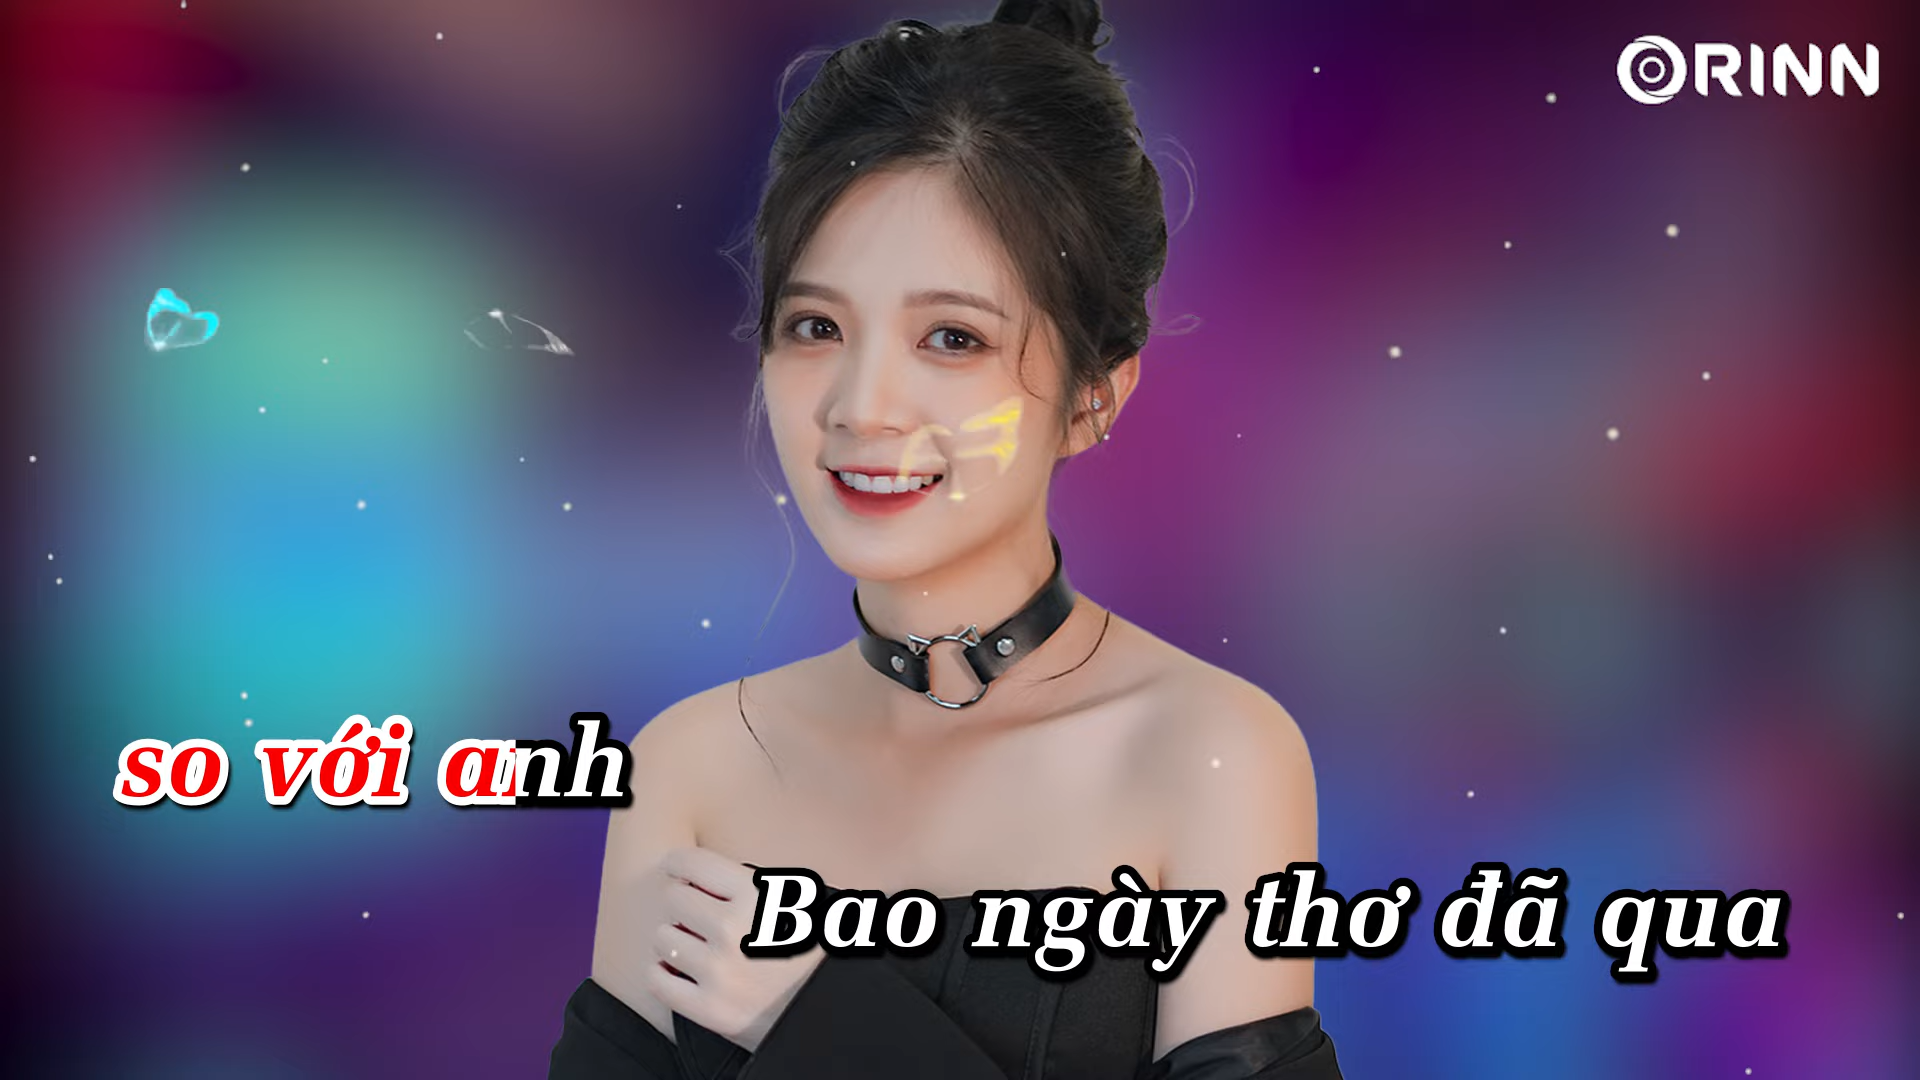 ORINN
so với anh
Bao ngày thơ đã qua